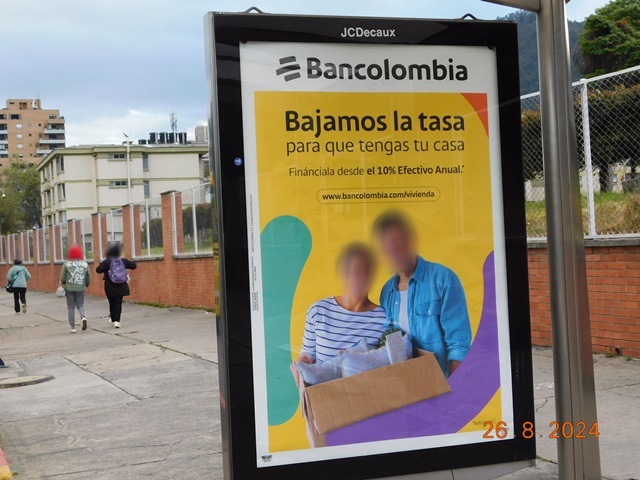 JCDecaux
Bancolombia
Bajamos la tasa
para que tengas tu casa
Fináncialа desde el 10% Efectivo Anual.*
www.bancolombia.com/vivienda
26.8.2024